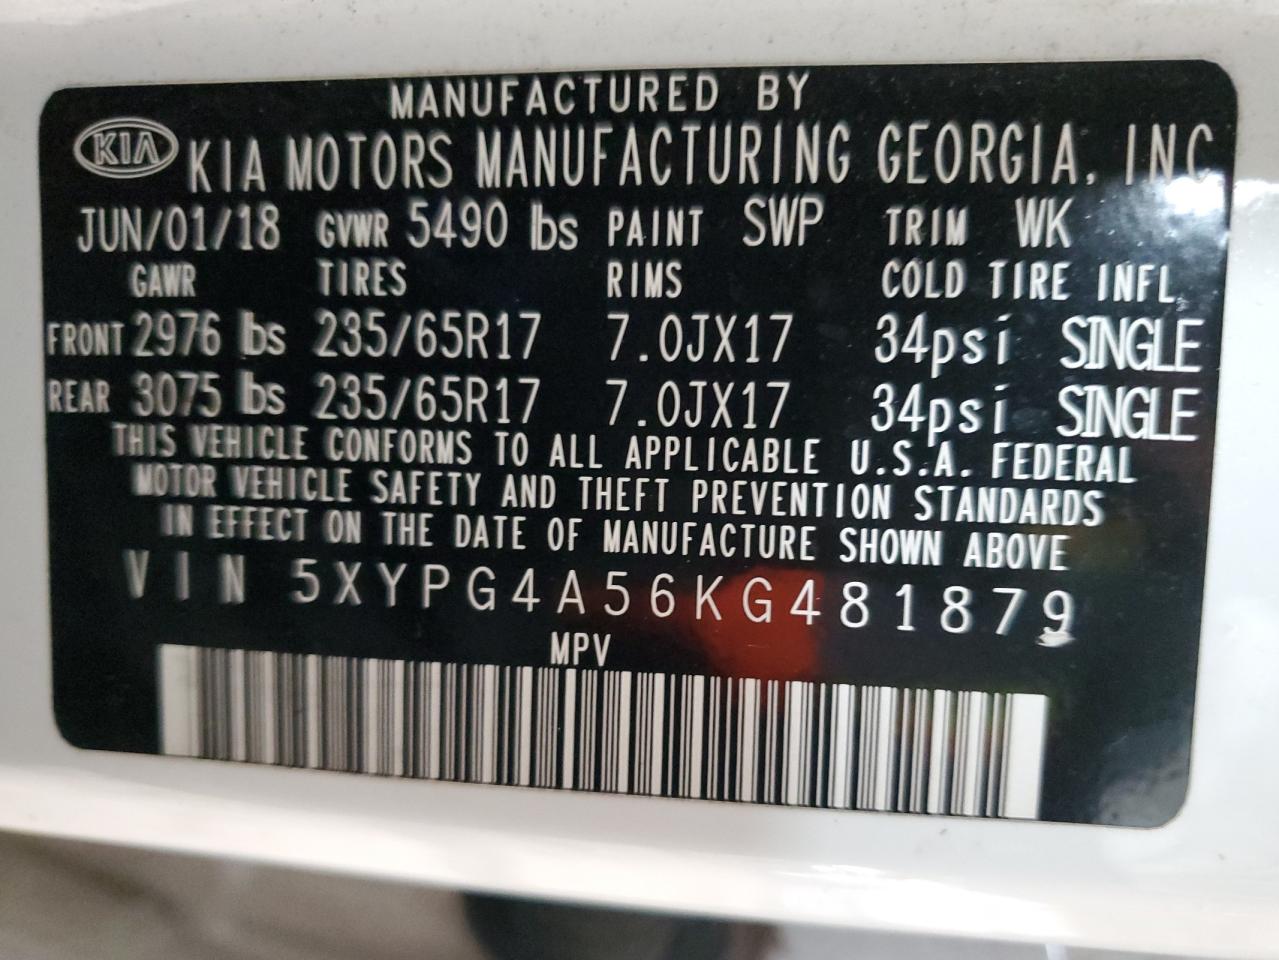 MANUFACTURED BY
KIA KIA MOTORS MANUFACTURING GEORGIA, INC
JUN/01/18 GVWR 5490 lbs PAINT SWP TRIM WK
GAWR TIRES RIMS COLD TIRE INFL
FRONT 2976 lbs 235/65R17 7.0JX17 34psi SINGLE
REAR 3075 lbs 235/65R17 7.0JX17 34psi SINGLE
THIS VEHICLE CONFORMS TO ALL APPLICABLE U.S.A. FEDERAL
MOTOR VEHICLE SAFETY AND THEFT PREVENTION STANDARDS
IN EFFECT ON THE DATE OF MANUFACTURE SHOWN ABOVE
VIN 5XYPG4A56KG481879
MPV